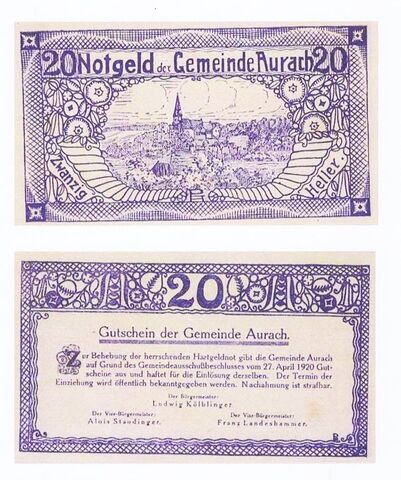 20 Notgeld der Gemeinde Aurach 20
Zwanzig Heller.
20
Gutschein der Gemeinde Aurach.
Zur Behebung der herrschenden Hartgeldnot gibt die Gemeinde Aurach
auf Grund des Gemeindeausschußbeschlusses vom 27. April 1920 Gut-
scheine aus und haftet für die Einlösung derselben. Der Termin der
Einziehung wird öffentlich bekanntgegeben werden. Nachahmung ist strafbar.
Der Bürgermeister:
Ludwig Kölblinger.
Der Vize-Bürgermeister: Der Vize-Bürgermeister:
Alois Staudinger. Franz Landeshammer.